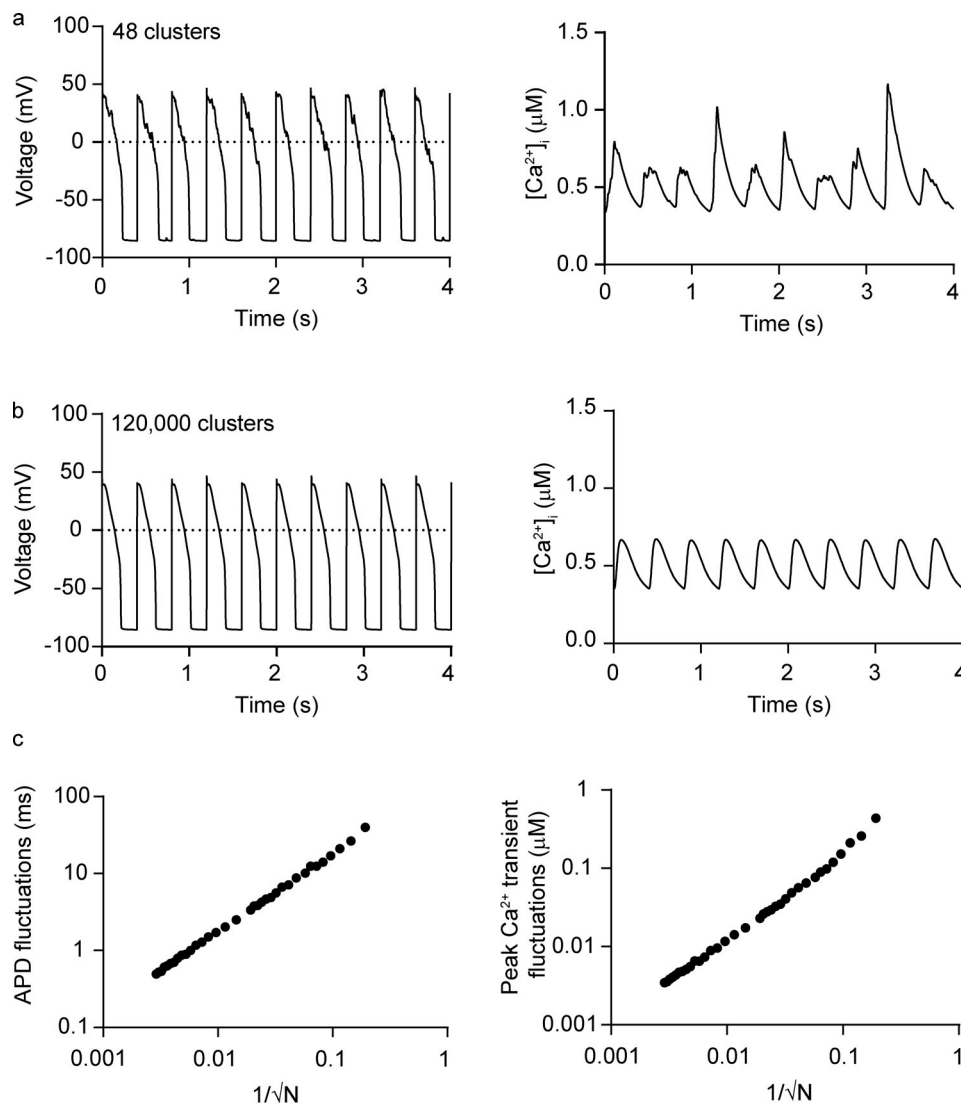 a
48 clusters
100
50
0
-50
-100
Voltage (mV)
0 1 2 3 4
Time (s)
1.5
1.0
0.5
0.0
[Ca²⁺]ᵢ (μM)
0 1 2 3 4
Time (s)
b
120,000 clusters
100
50
0
-50
-100
Voltage (mV)
0 1 2 3 4
Time (s)
1.5
1.0
0.5
0.0
[Ca²⁺]ᵢ (μM)
0 1 2 3 4
Time (s)
c
100
10
1
0.1
APD fluctuations (ms)
0.001 0.01 0.1 1
1/√N
1
0.1
0.01
0.001
Peak Ca²⁺ transient
fluctuations (μM)
0.001 0.01 0.1 1
1/√N